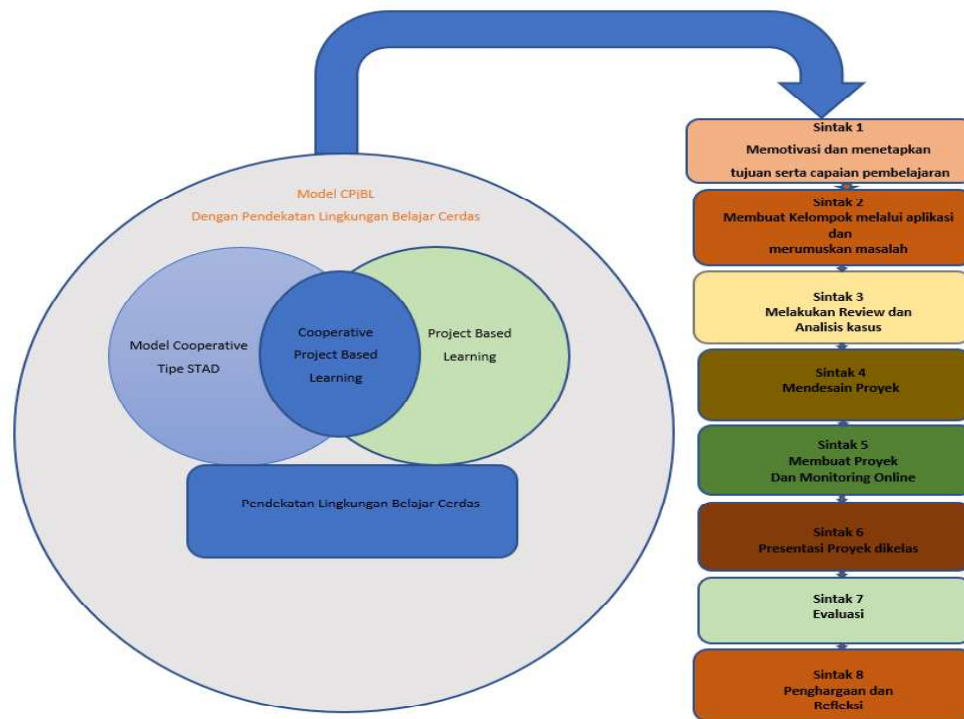 Model CPjBL
Dengan Pendekatan Lingkungan Belajar Cerdas
Model Cooperative
Tipe STAD
Cooperative
Project Based
Learning
Project Based
Learning
Pendekatan Lingkungan Belajar Cerdas
Sintak 1
Memotivasi dan menetapkan
tujuan serta capaian pembelajaran
Sintak 2
Membuat Kelompok melalui aplikasi
dan
merumuskan masalah
Sintak 3
Melakukan Review dan
Analisis kasus
Sintak 4
Mendesain Proyek
Sintak 5
Membuat Proyek
Dan Monitoring Online
Sintak 6
Presentasi Proyek dikelas
Sintak 7
Evaluasi
Sintak 8
Penghargaan dan
Refleksi